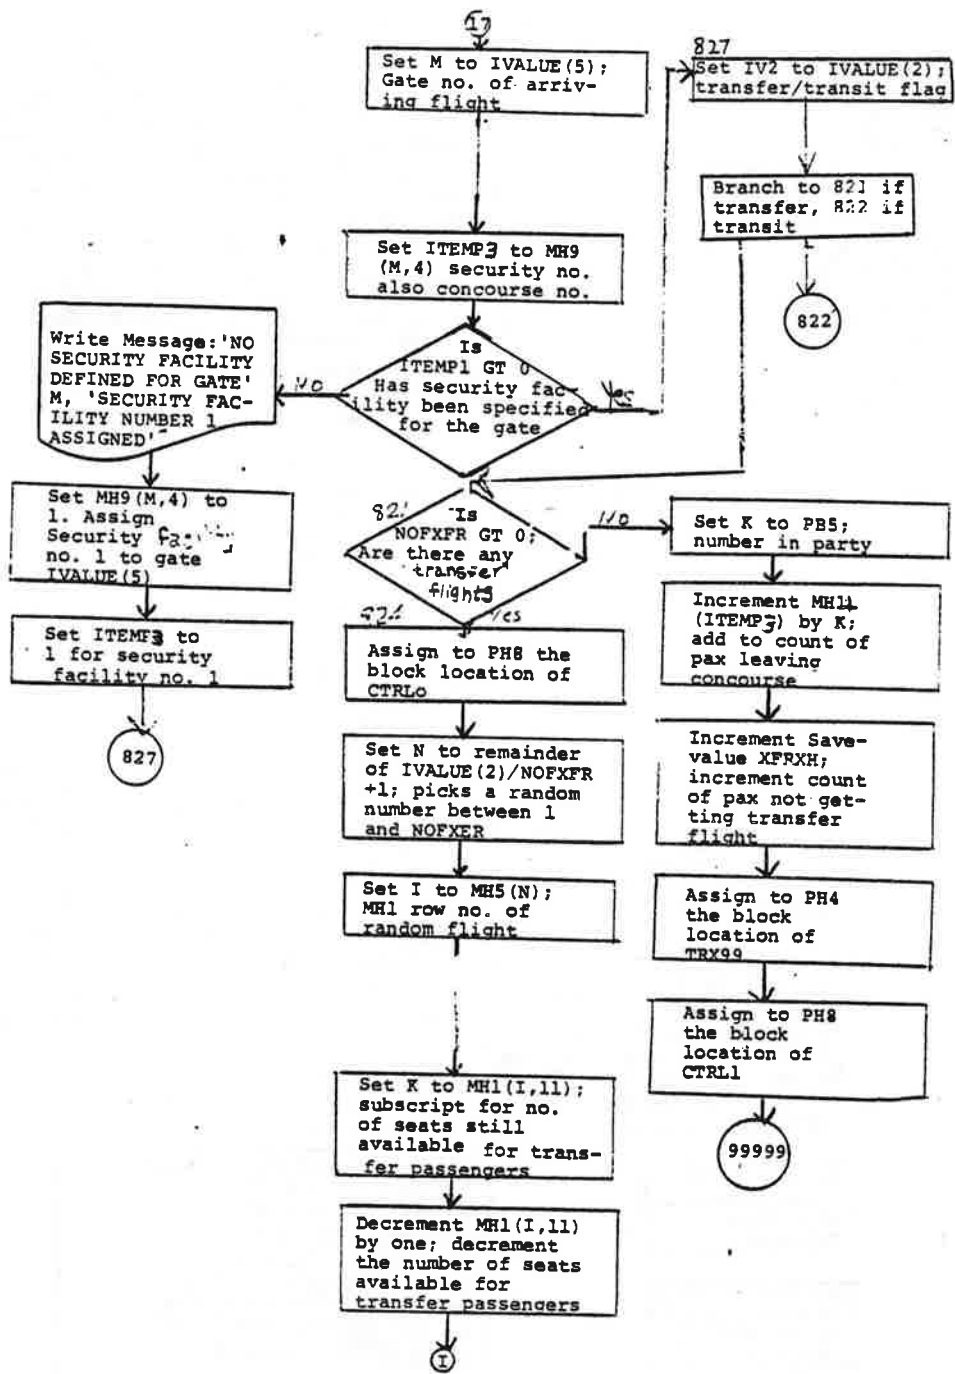 17
Set M to IVALUE(5);
Gate no. of arriv-
ing flight
827
Set IV2 to IVALUE(2);
transfer/transit flag
Branch to 821 if
transfer, 822 if
transit
822
Set ITEMP3 to MH9
(M,4) security no.
also concourse no.
Is
ITEMP1 GT 0
Has security fac-
ility been specified
for the gate
NO
Yes
Write Message:'NO
SECURITY FACILITY
DEFINED FOR GATE'
M, 'SECURITY FAC-
ILITY NUMBER 1
ASSIGNED'
Set MH9(M,4) to
1. Assign
Security facility
no. 1 to gate
IVALUE(5)
Set ITEMP3 to
1 for security
facility no. 1
827
821
Is
NOFXFR GT 0;
Are there any
transfer
flights
No
Yes
Set K to PB5;
number in party
Increment MH11
(ITEMP3) by K;
add to count of
pax leaving
concourse
Increment Save-
value XFRXH;
increment count
of pax not get-
ting transfer
flight
Assign to PH4
the block
location of
TRX99
Assign to PH8
the block
location of
CTRL1
99999
Assign to PH8 the
block location of
CTRL0
Set N to remainder
of IVALUE(2)/NOFXFR
+1; picks a random
number between 1
and NOFXER
Set I to MH5(N);
MH1 row no. of
random flight
Set K to MH1(I,11);
subscript for no.
of seats still
available for trans-
fer passengers
Decrement MH1(I,11)
by one; decrement
the number of seats
available for
transfer passengers
I